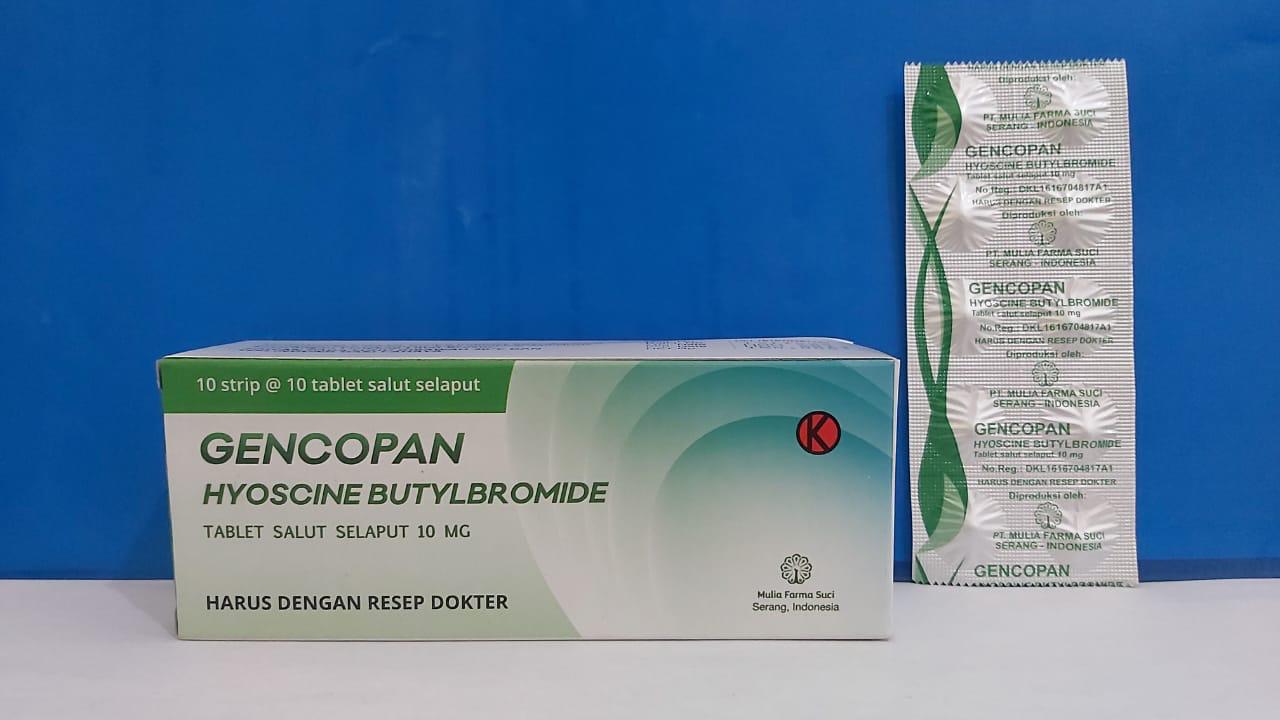 10 strip @ 10 tablet salut selaput
GENCOPAN
HYOSCINE BUTYLBROMIDE
TABLET SALUT SELAPUT 10 MG
HARUS DENGAN RESEP DOKTER
K
Mulia Farma Suci
Serang, Indonesia
HARUS DENGAN RESEP DOKTER
Diproduksi oleh:
PT. MULIA FARMA SUCI
SERANG - INDONESIA
GENCOPAN
HYOSCINE BUTYLBROMIDE
Tablet salut selaput 10 mg
No.Reg.: DKL1616704817A1
HARUS DENGAN RESEP DOKTER
Diproduksi oleh:
PT. MULIA FARMA SUCI
SERANG - INDONESIA
GENCOPAN
HYOSCINE BUTYLBROMIDE
Tablet salut selaput 10 mg
No.Reg.: DKL1616704817A1
HARUS DENGAN RESEP DOKTER
Diproduksi oleh:
PT. MULIA FARMA SUCI
SERANG - INDONESIA
GENCOPAN
HYOSCINE BUTYLBROMIDE
Tablet salut selaput 10 mg
No.Reg.: DKL1616704817A1
HARUS DENGAN RESEP DOKTER
Diproduksi oleh:
PT. MULIA FARMA SUCI
SERANG - INDONESIA
GENCOPAN